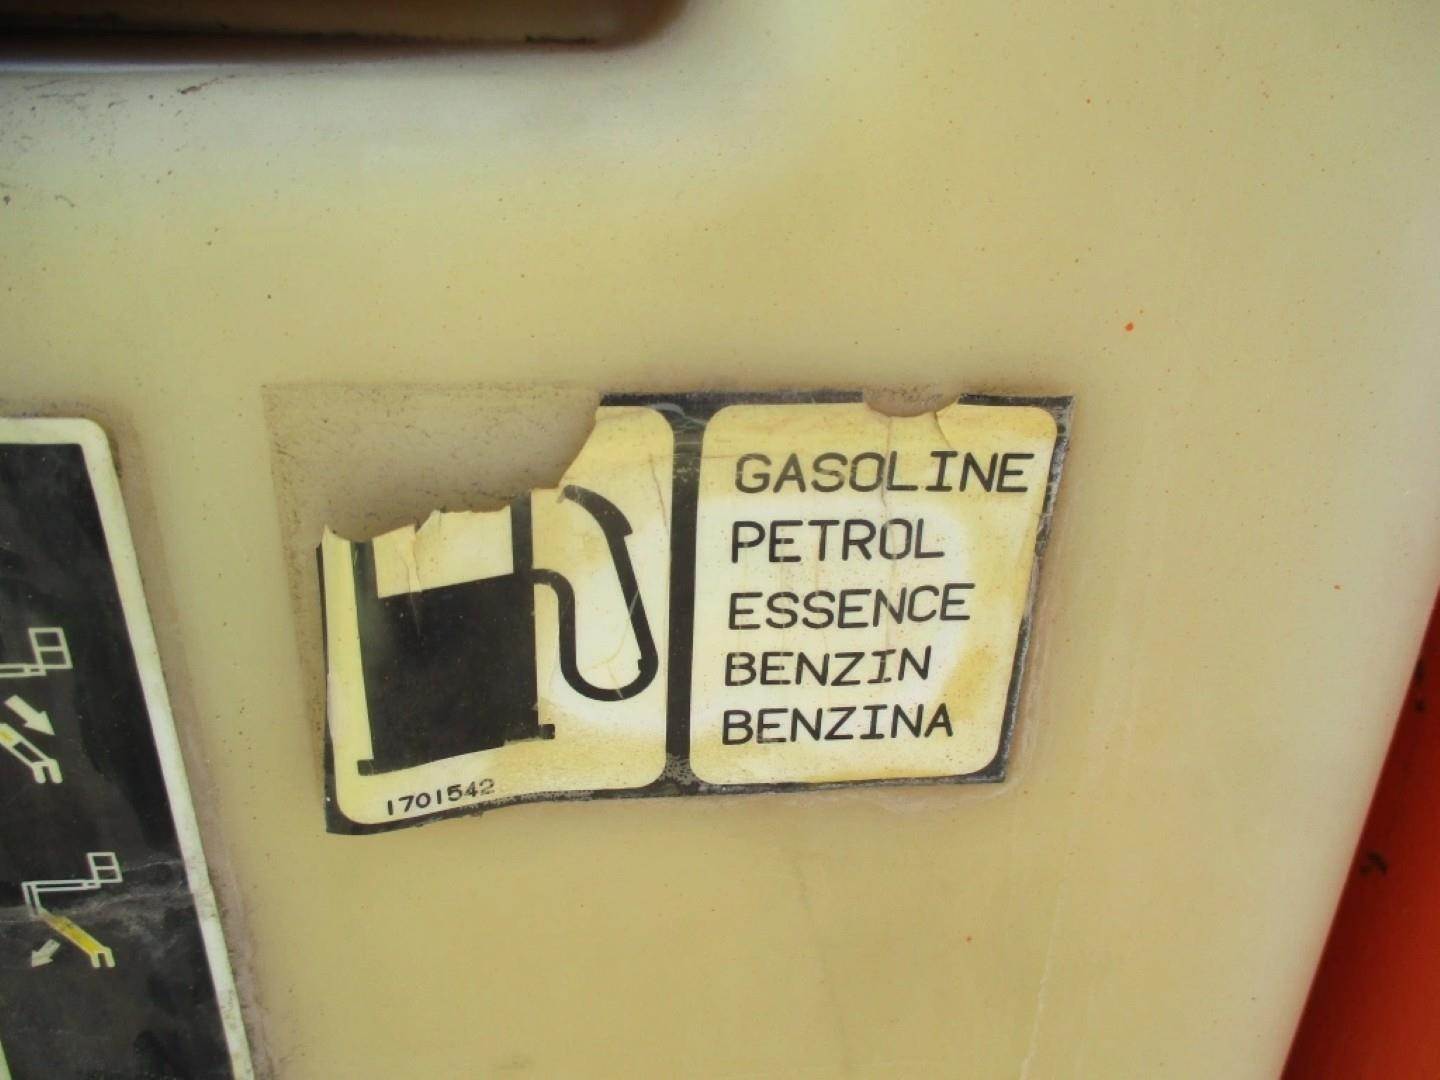 GASOLINE
PETROL
ESSENCE
BENZIN
BENZINA
1701542